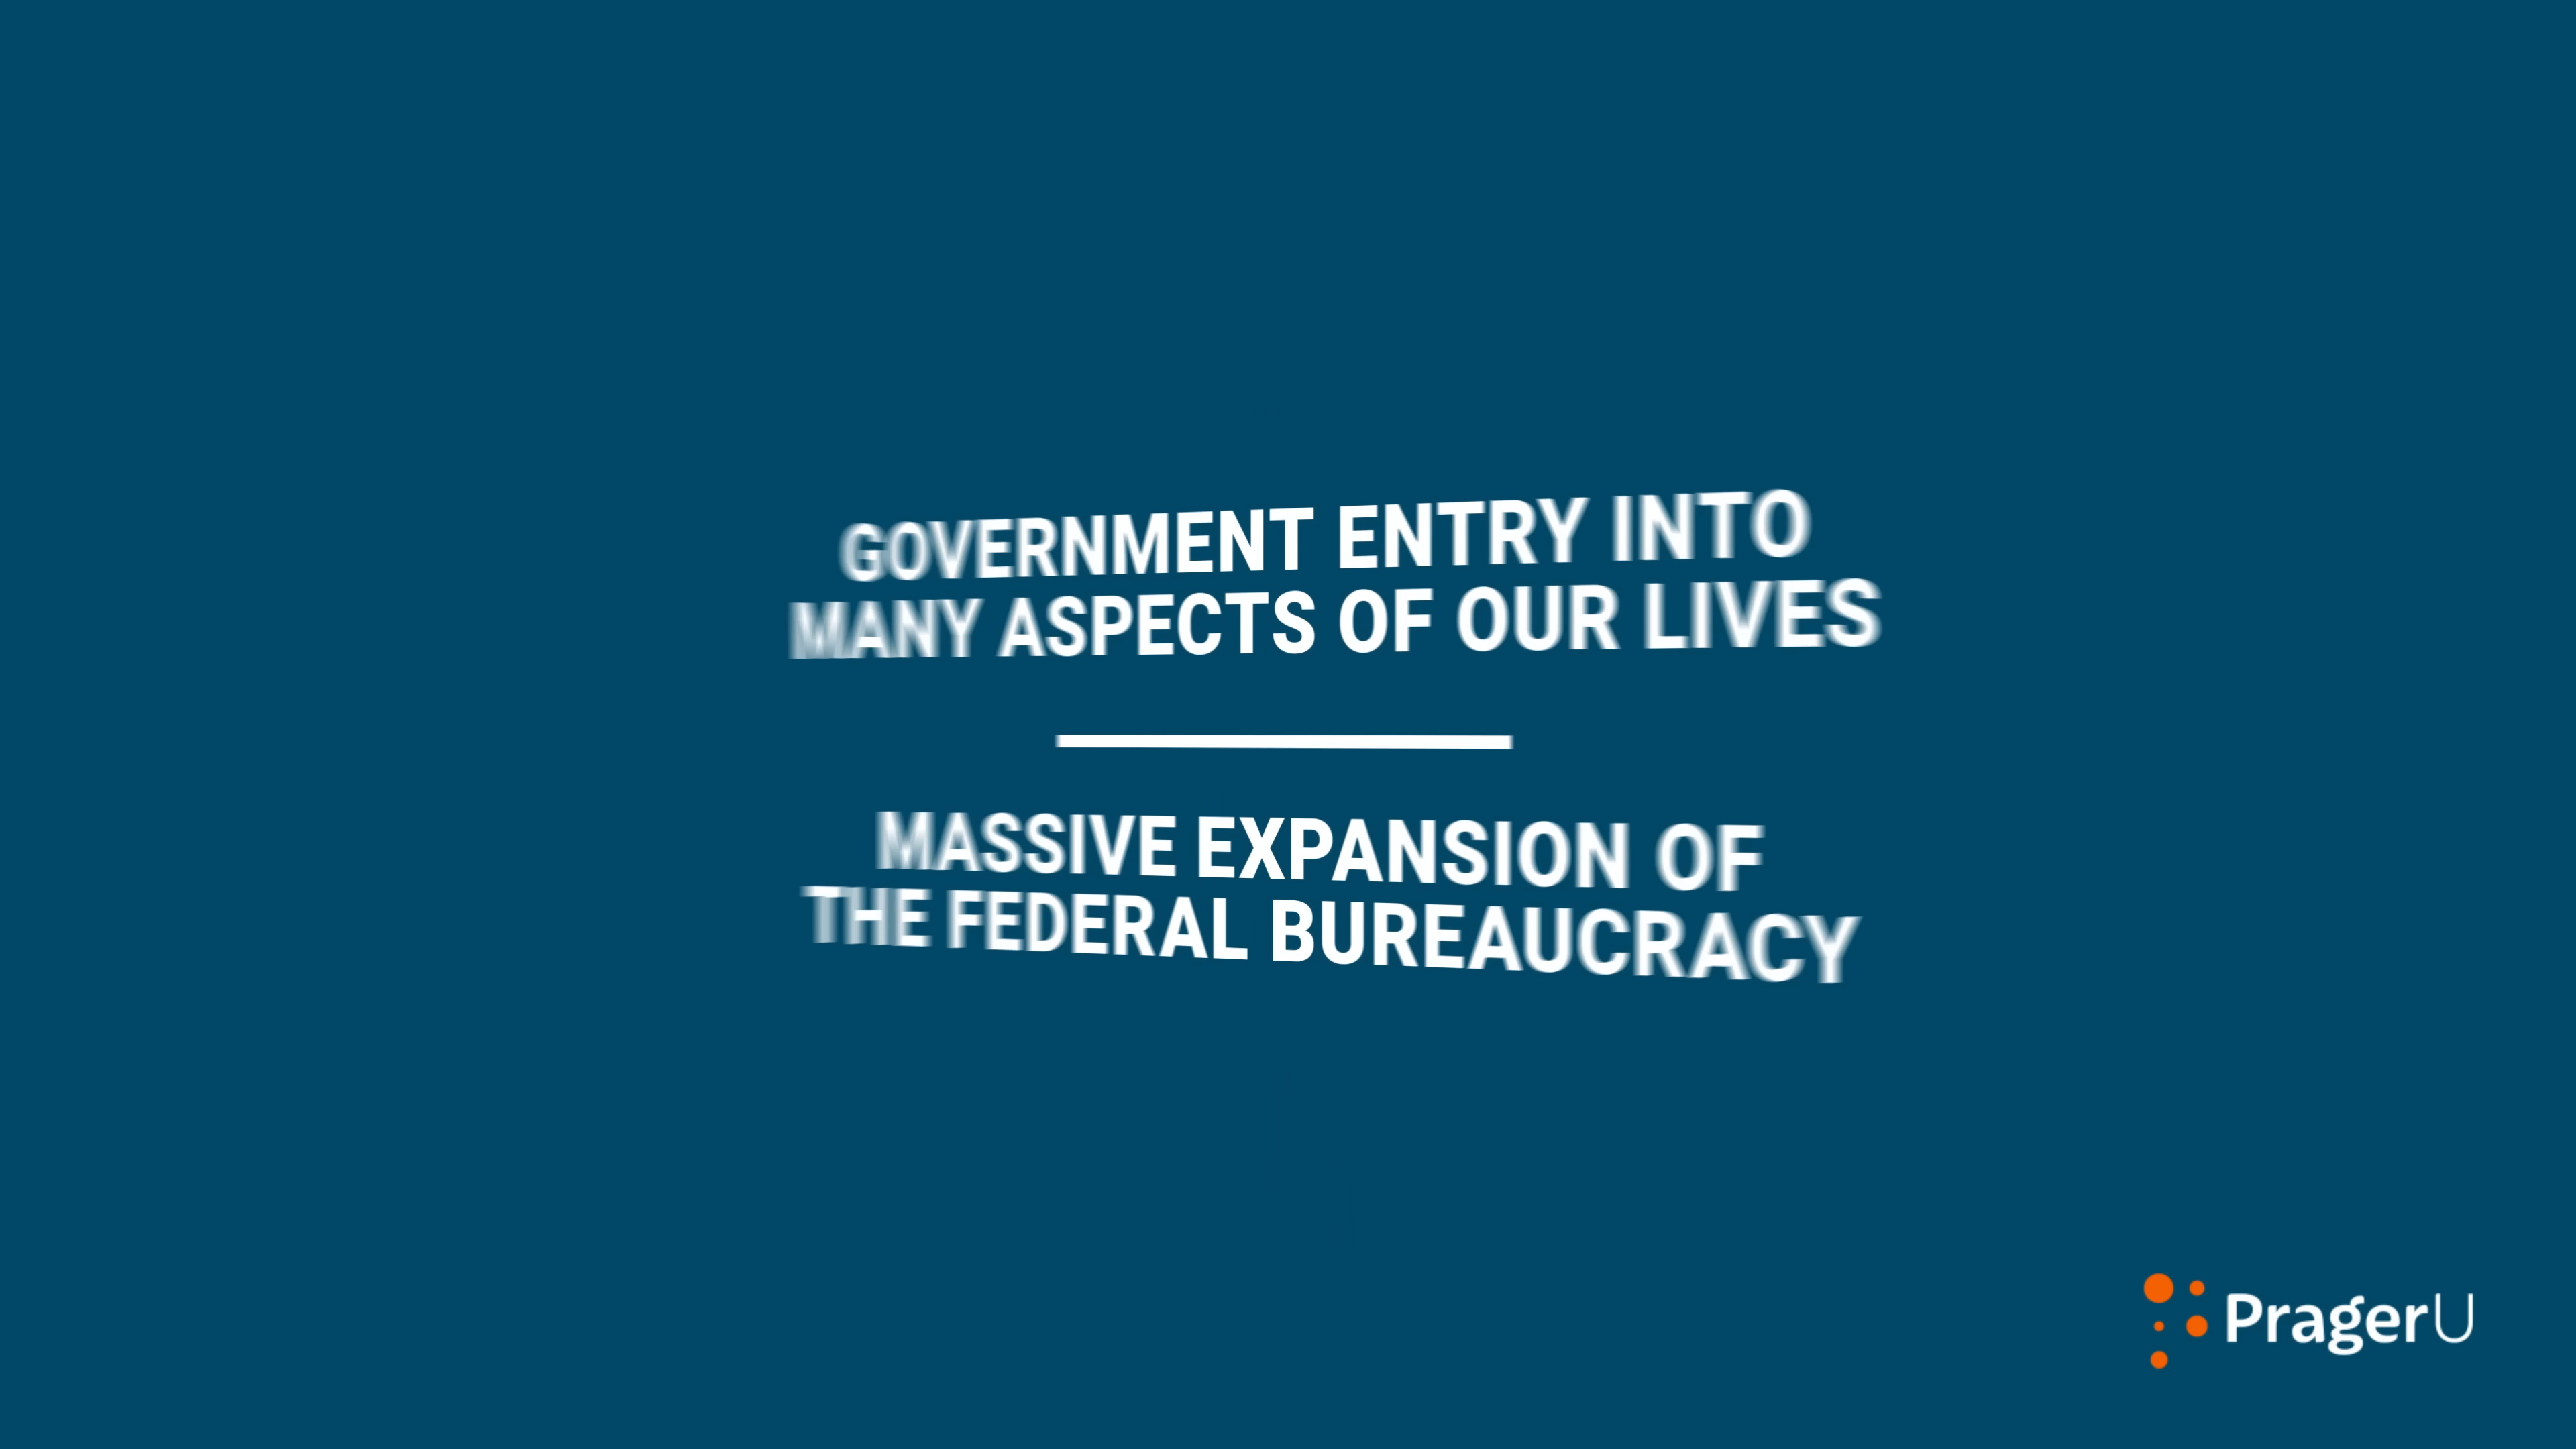 GOVERNMENT ENTRY INTO
MANY ASPECTS OF OUR LIVES
MASSIVE EXPANSION OF
THE FEDERAL BUREAUCRACY
PragerU